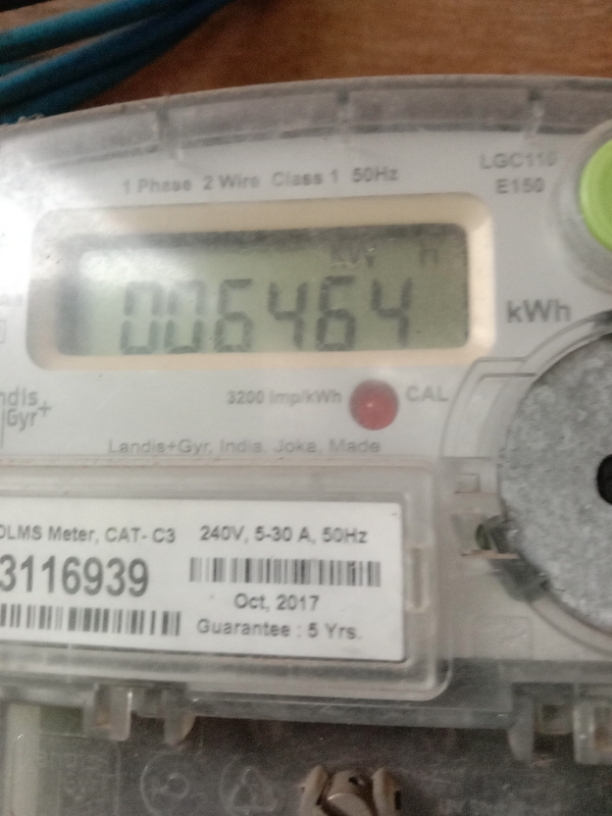 1 Phase 2 Wire Class 1 50Hz
LGC110
E150
kW h
006464
kWh
ndis
Gyr+
3200 Imp/kWh
CAL
Landis+Gyr, India. Joka, Made
DLMS Meter, CAT- C3
240V, 5-30 A, 50Hz
3116939
Oct, 2017
Guarantee : 5 Yrs.